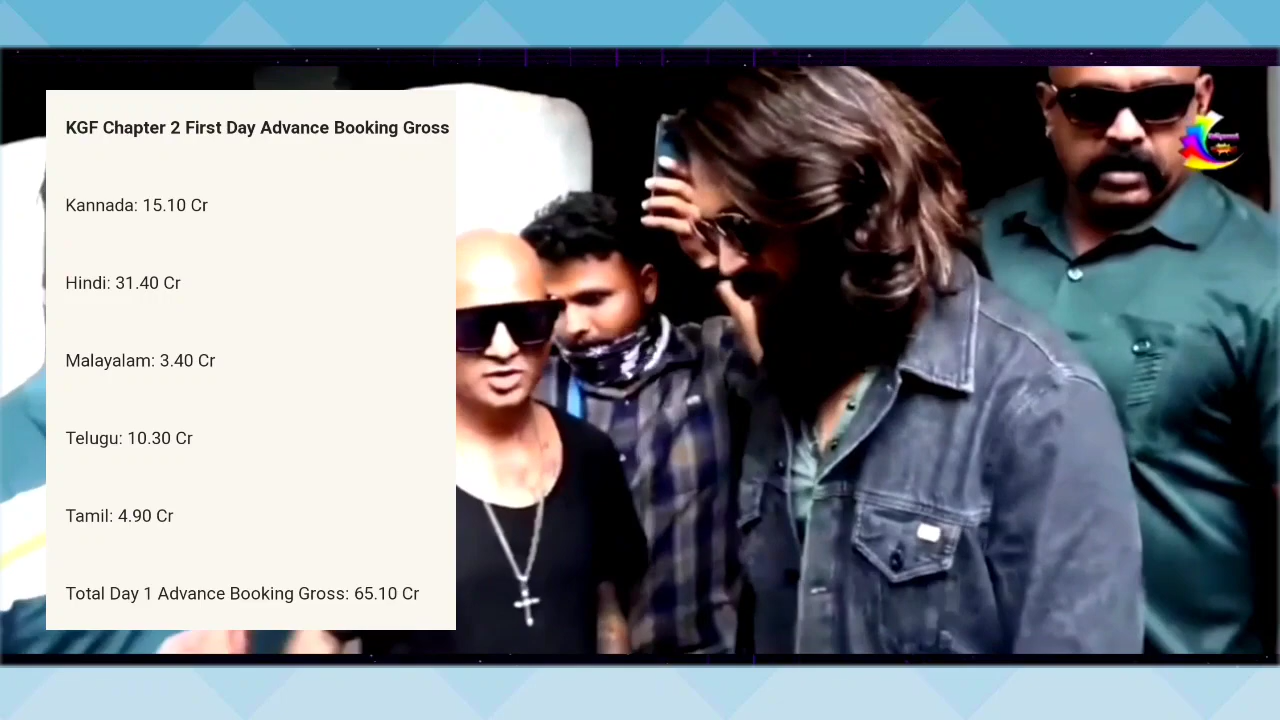 KGF Chapter 2 First Day Advance Booking Gross
Kannada: 15.10 Cr
Hindi: 31.40 Cr
Malayalam: 3.40 Cr
Telugu: 10.30 Cr
Tamil: 4.90 Cr
Total Day 1 Advance Booking Gross: 65.10 Cr